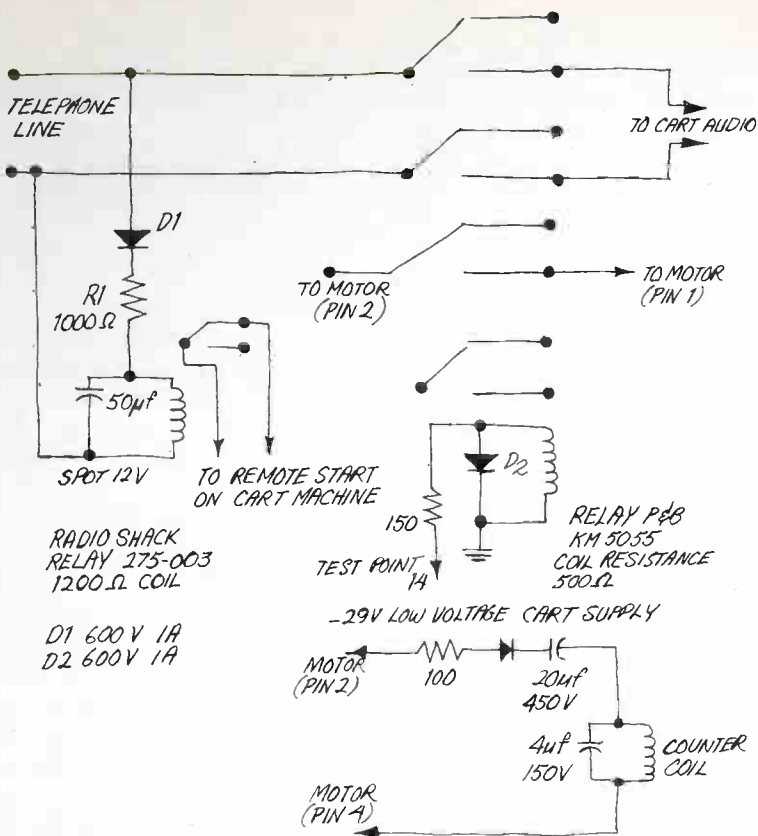 TELEPHONE
LINE
TO CART AUDIO
D1
R1
1000Ω
TO MOTOR
(PIN 2)
TO MOTOR
(PIN 1)
50µf
SPOT 12V
TO REMOTE START
ON CART MACHINE
D2
150
TEST POINT
14
RELAY P&B
KM 5055
COIL RESISTANCE
500Ω
RADIO SHACK
RELAY 275-003
1200Ω COIL
D1 600V 1A
D2 600V 1A
-29V LOW VOLTAGE CART SUPPLY
MOTOR
(PIN 2)
100
20µf
450V
4µf
150V
COUNTER
COIL
MOTOR
(PIN 4)